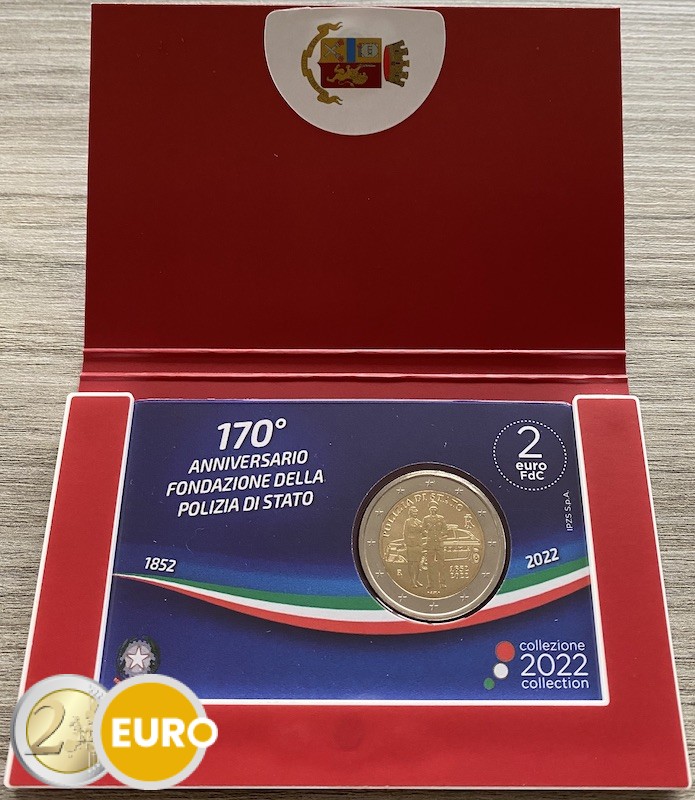 170°
ANNIVERSARIO
FONDAZIONE DELLA
POLIZIA DI STATO
2
euro
FdC
IPZS S.p.A.
POLIZIA DI STATO
POLIZIA
R
1852
2022
1852
2022
collezione
2022
collection
2
EURO